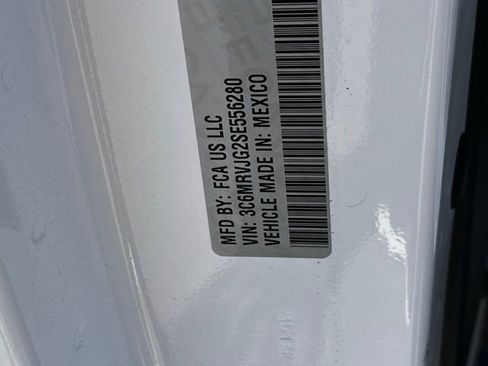 MFD BY: FCA US LLC
VIN: 3C6MRVJG2SE556280
VEHICLE MADE IN: MEXICO